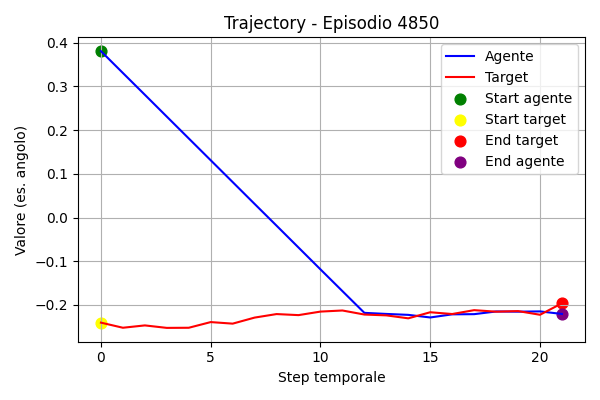 Trajectory - Episodio 4850
0.4
0.3
0.2
0.1
0.0
−0.1
−0.2
Valore (es. angolo)
0
5
10
15
20
Step temporale
Agente
Target
Start agente
Start target
End target
End agente